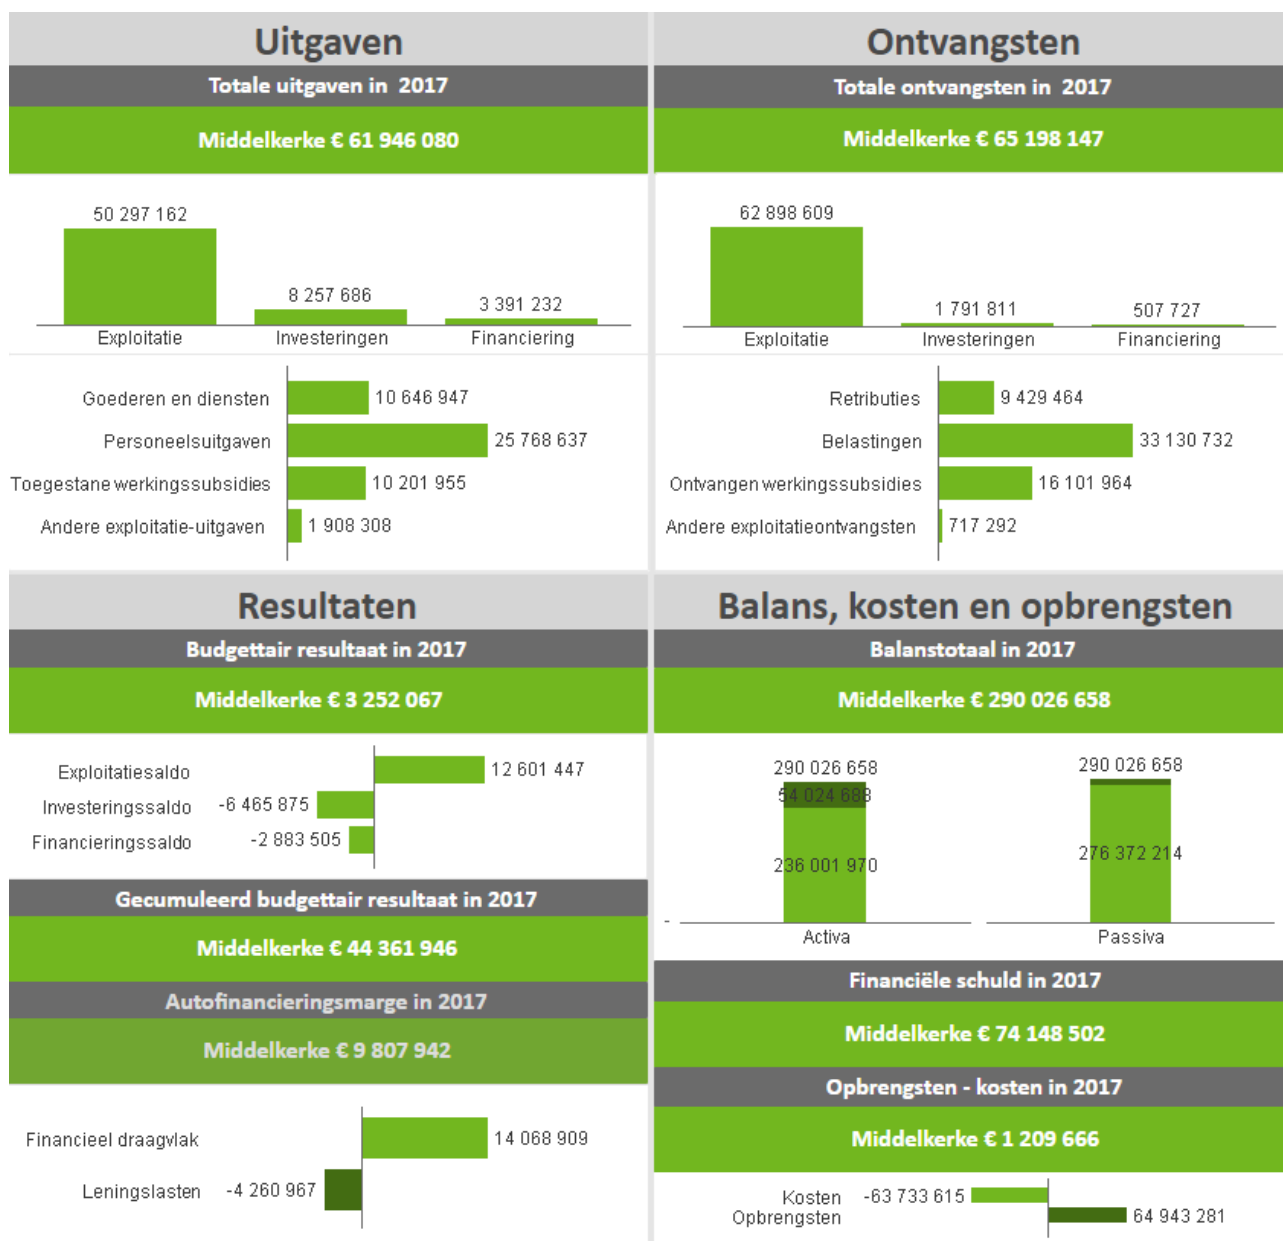 Uitgaven
Totale uitgaven in 2017
Middelkerke € 61 946 080
50 297 162
8 257 686
3 391 232
Exploitatie
Investeringen
Financiering
Goederen en diensten
10 646 947
Personeelsuitgaven
25 768 637
Toegestane werkingssubsidies
10 201 955
Andere exploitatie-uitgaven
1 908 308
Ontvangsten
Totale ontvangsten in 2017
Middelkerke € 65 198 147
62 898 609
1 791 811
507 727
Exploitatie
Investeringen
Financiering
Retributies
9 429 464
Belastingen
33 130 732
Ontvangen werkingssubsidies
16 101 964
Andere exploitatieontvangsten
717 292
Resultaten
Budgettair resultaat in 2017
Middelkerke € 3 252 067
Exploitatiesaldo
12 601 447
Investeringssaldo
-6 465 875
Financieringssaldo
-2 883 505
Gecumuleerd budgettair resultaat in 2017
Middelkerke € 44 361 946
Autofinancieringsmarge in 2017
Middelkerke € 9 807 942
Financieel draagvlak
14 068 909
Leningslasten
-4 260 967
Balans, kosten en opbrengsten
Balanstotaal in 2017
Middelkerke € 290 026 658
290 026 658
54 024 688
236 001 970
290 026 658
276 372 214
-
Activa
Passiva
Financiële schuld in 2017
Middelkerke € 74 148 502
Opbrengsten - kosten in 2017
Middelkerke € 1 209 666
Kosten
-63 733 615
Opbrengsten
64 943 281